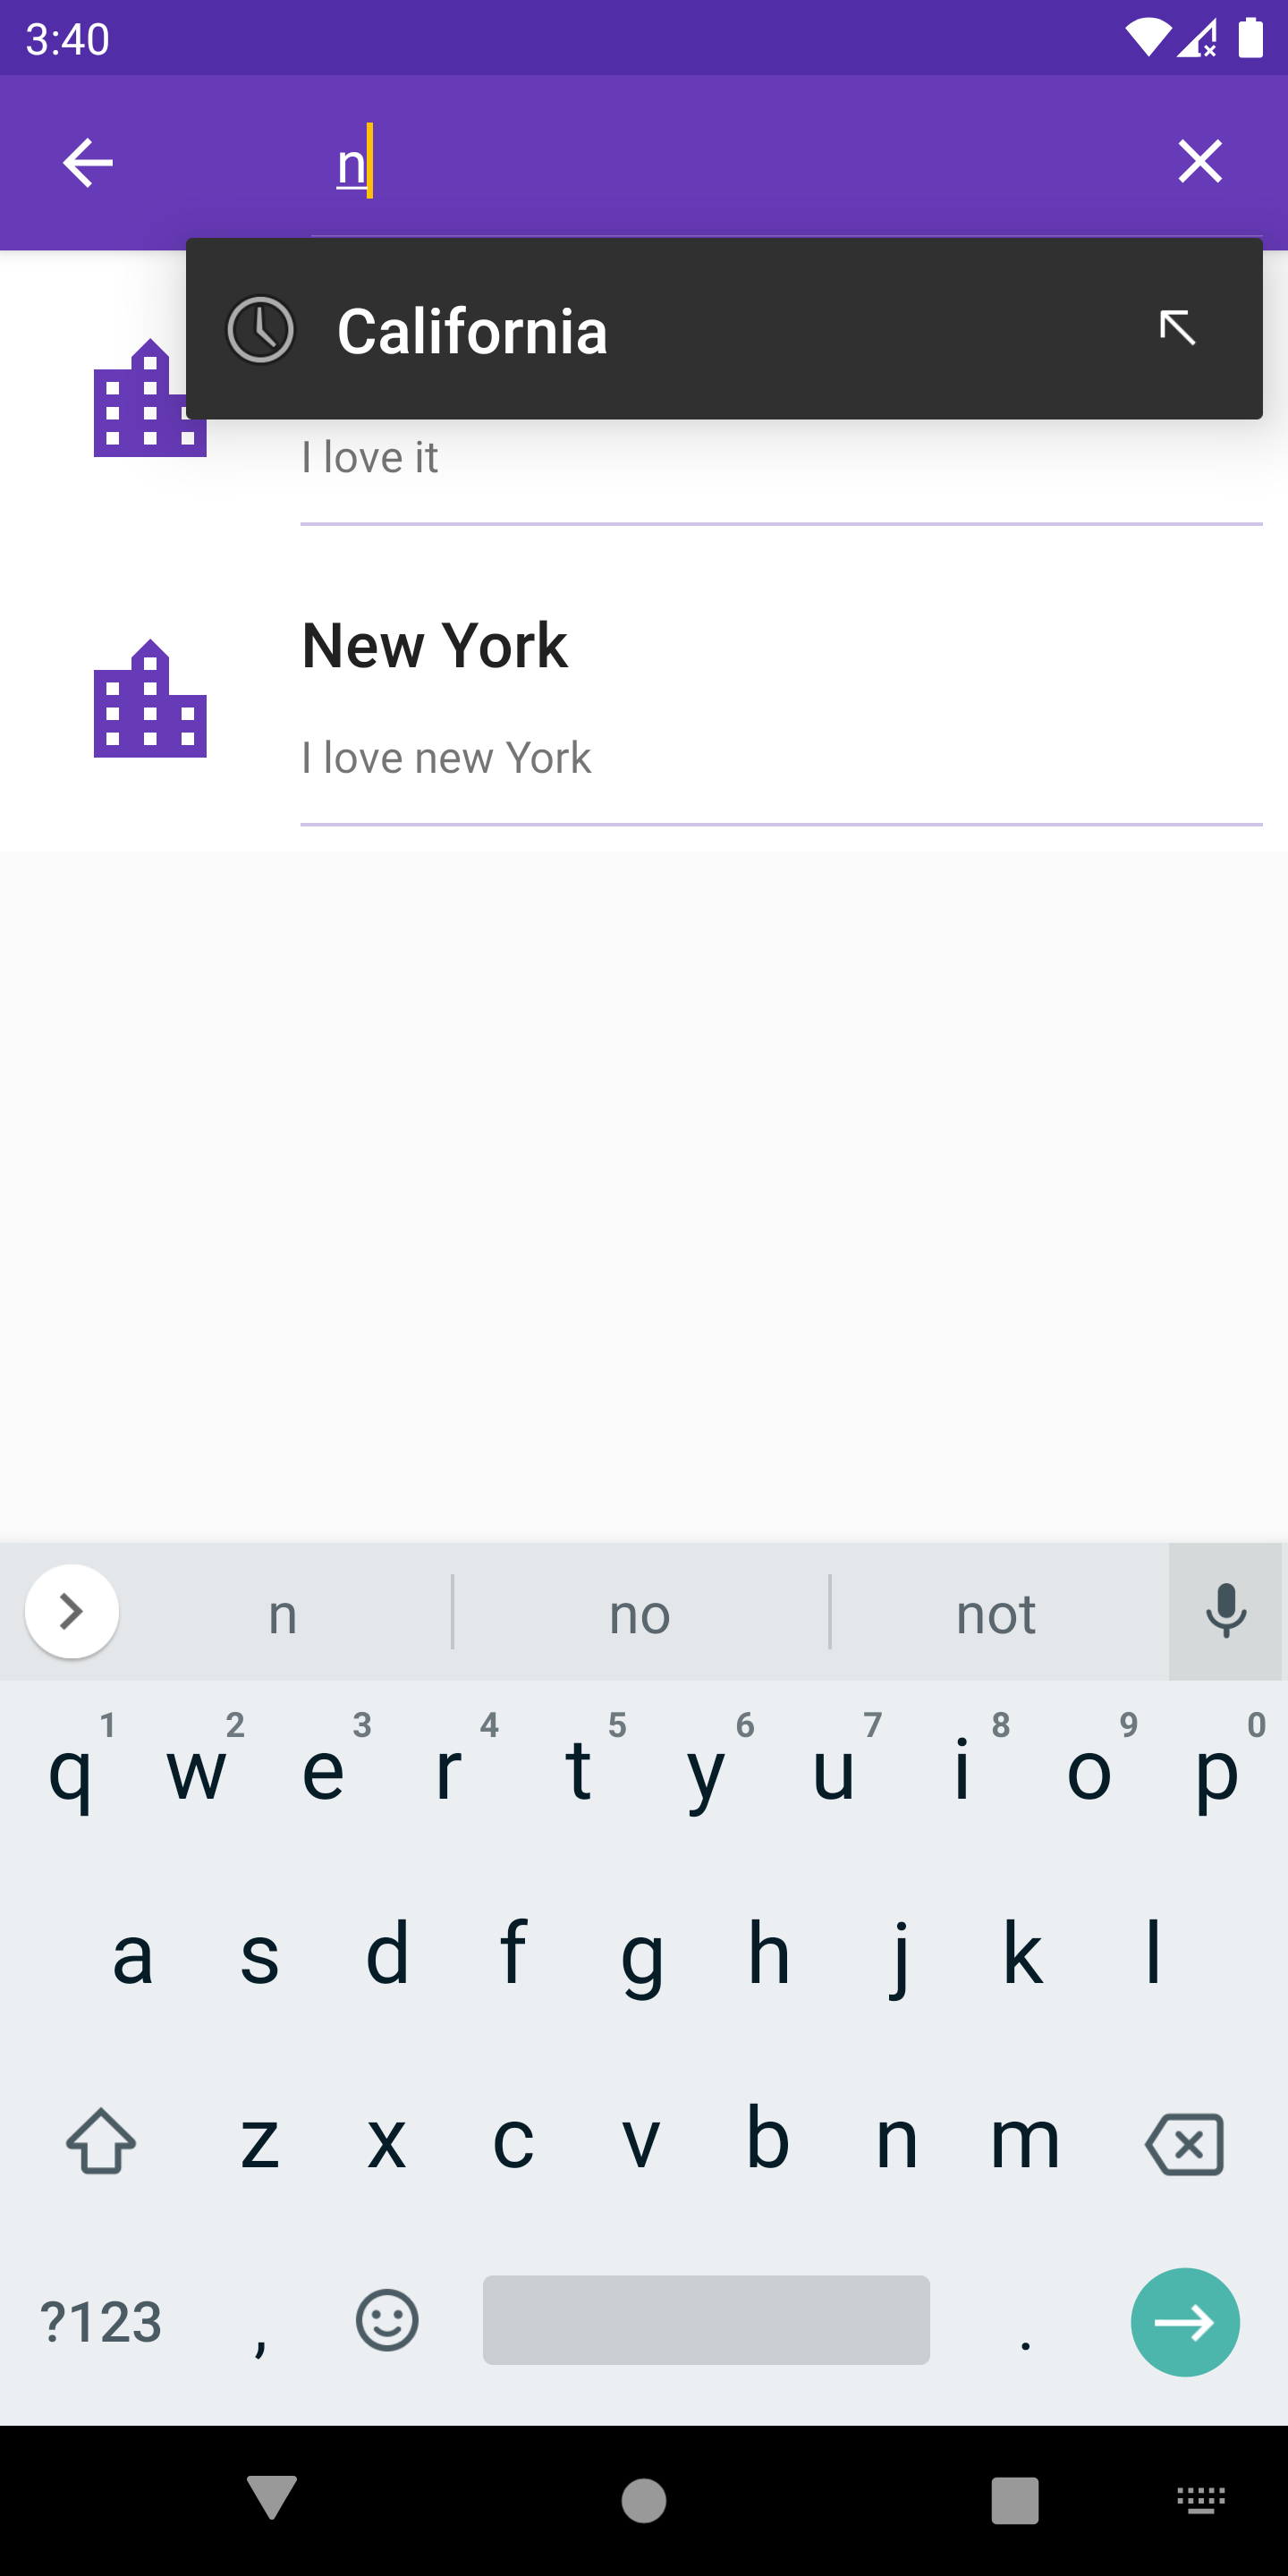 3:40
n
California
I love it
New York
I love new York
n no not
1 2 3 4 5 6 7 8 9 0
q w e r t y u i o p
a s d f g h j k l
z x c v b n m
?123 , .